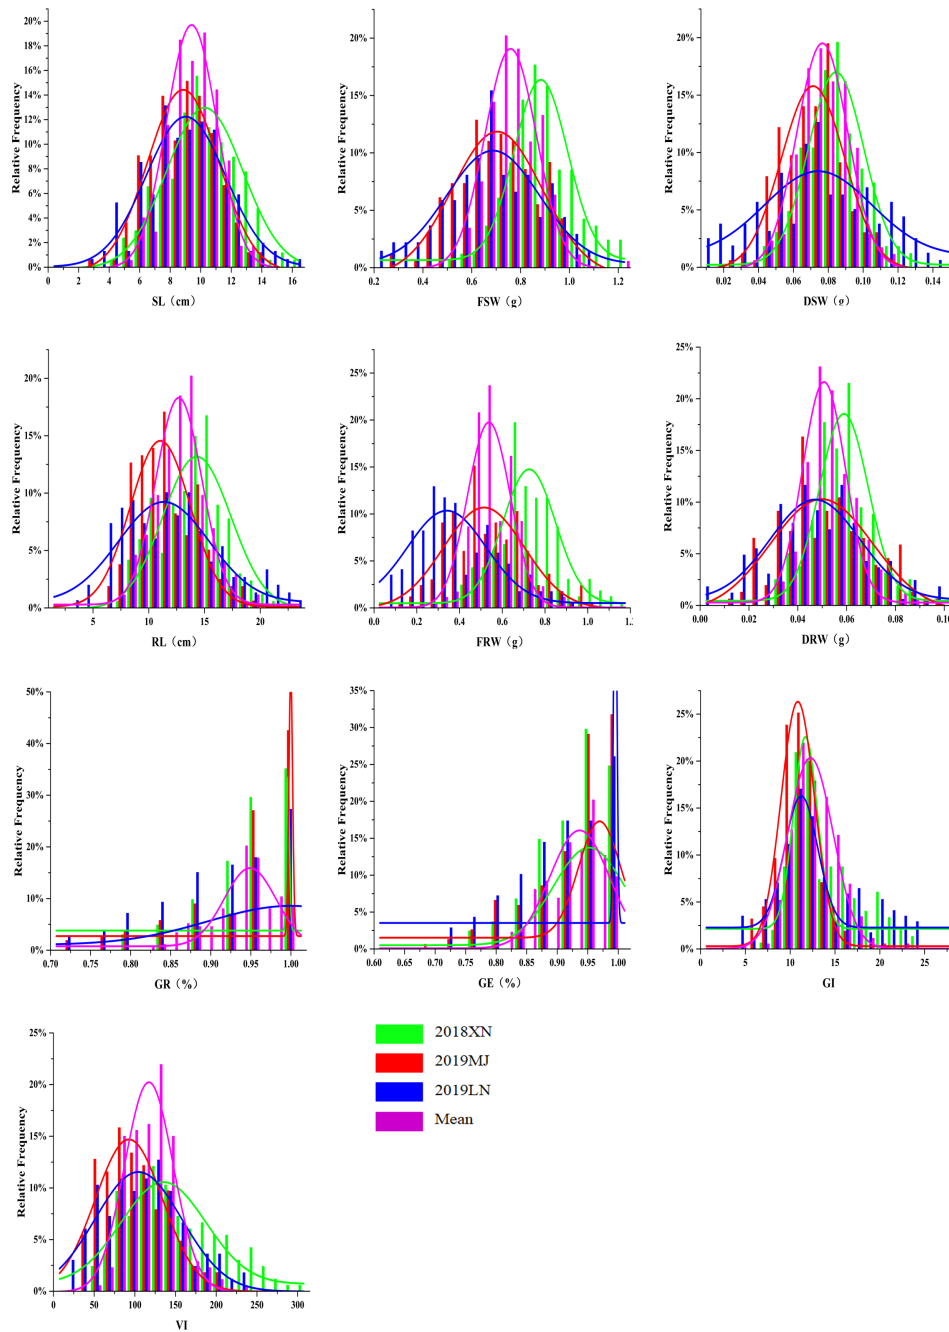 Relative Frequency
20%
18%
16%
14%
12%
10%
8%
6%
4%
2%
0%
0 2 4 6 8 10 12 14 16
SL（cm）
Relative Frequency
20%
15%
10%
5%
0%
0.2 0.4 0.6 0.8 1.0 1.2
FSW（g）
Relative Frequency
20%
15%
10%
5%
0%
0.02 0.04 0.06 0.08 0.10 0.12 0.14
DSW（g）
Relative Frequency
20%
15%
10%
5%
0%
5 10 15 20
RL（cm）
Relative Frequency
25%
20%
15%
10%
5%
0%
0.0 0.2 0.4 0.6 0.8 1.0
FRW（g）
Relative Frequency
25%
20%
15%
10%
5%
0%
0.00 0.02 0.04 0.06 0.08 0.10
DRW（g）
Relative Frequency
50%
40%
30%
20%
10%
0%
0.70 0.75 0.80 0.85 0.90 0.95 1.00
GR（%）
Relative Frequency
35%
30%
25%
20%
15%
10%
5%
0%
0.60 0.65 0.70 0.75 0.80 0.85 0.90 0.95 1.00
GE（%）
Relative Frequency
25%
20%
15%
10%
5%
0%
0 5 10 15 20 25
GI
Relative Frequency
25%
20%
15%
10%
5%
0%
0 50 100 150 200 250 300
VI
2018XN
2019MJ
2019LN
Mean